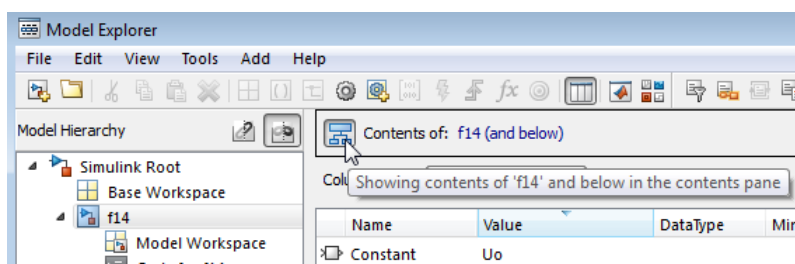 Model Explorer
File Edit View Tools Add Help
fx
Model Hierarchy
Contents of: f14 (and below)
Simulink Root
Showing contents of 'f14' and below in the contents pane
Base Workspace
f14
Name Value DataType
Model Workspace
Constant Uo